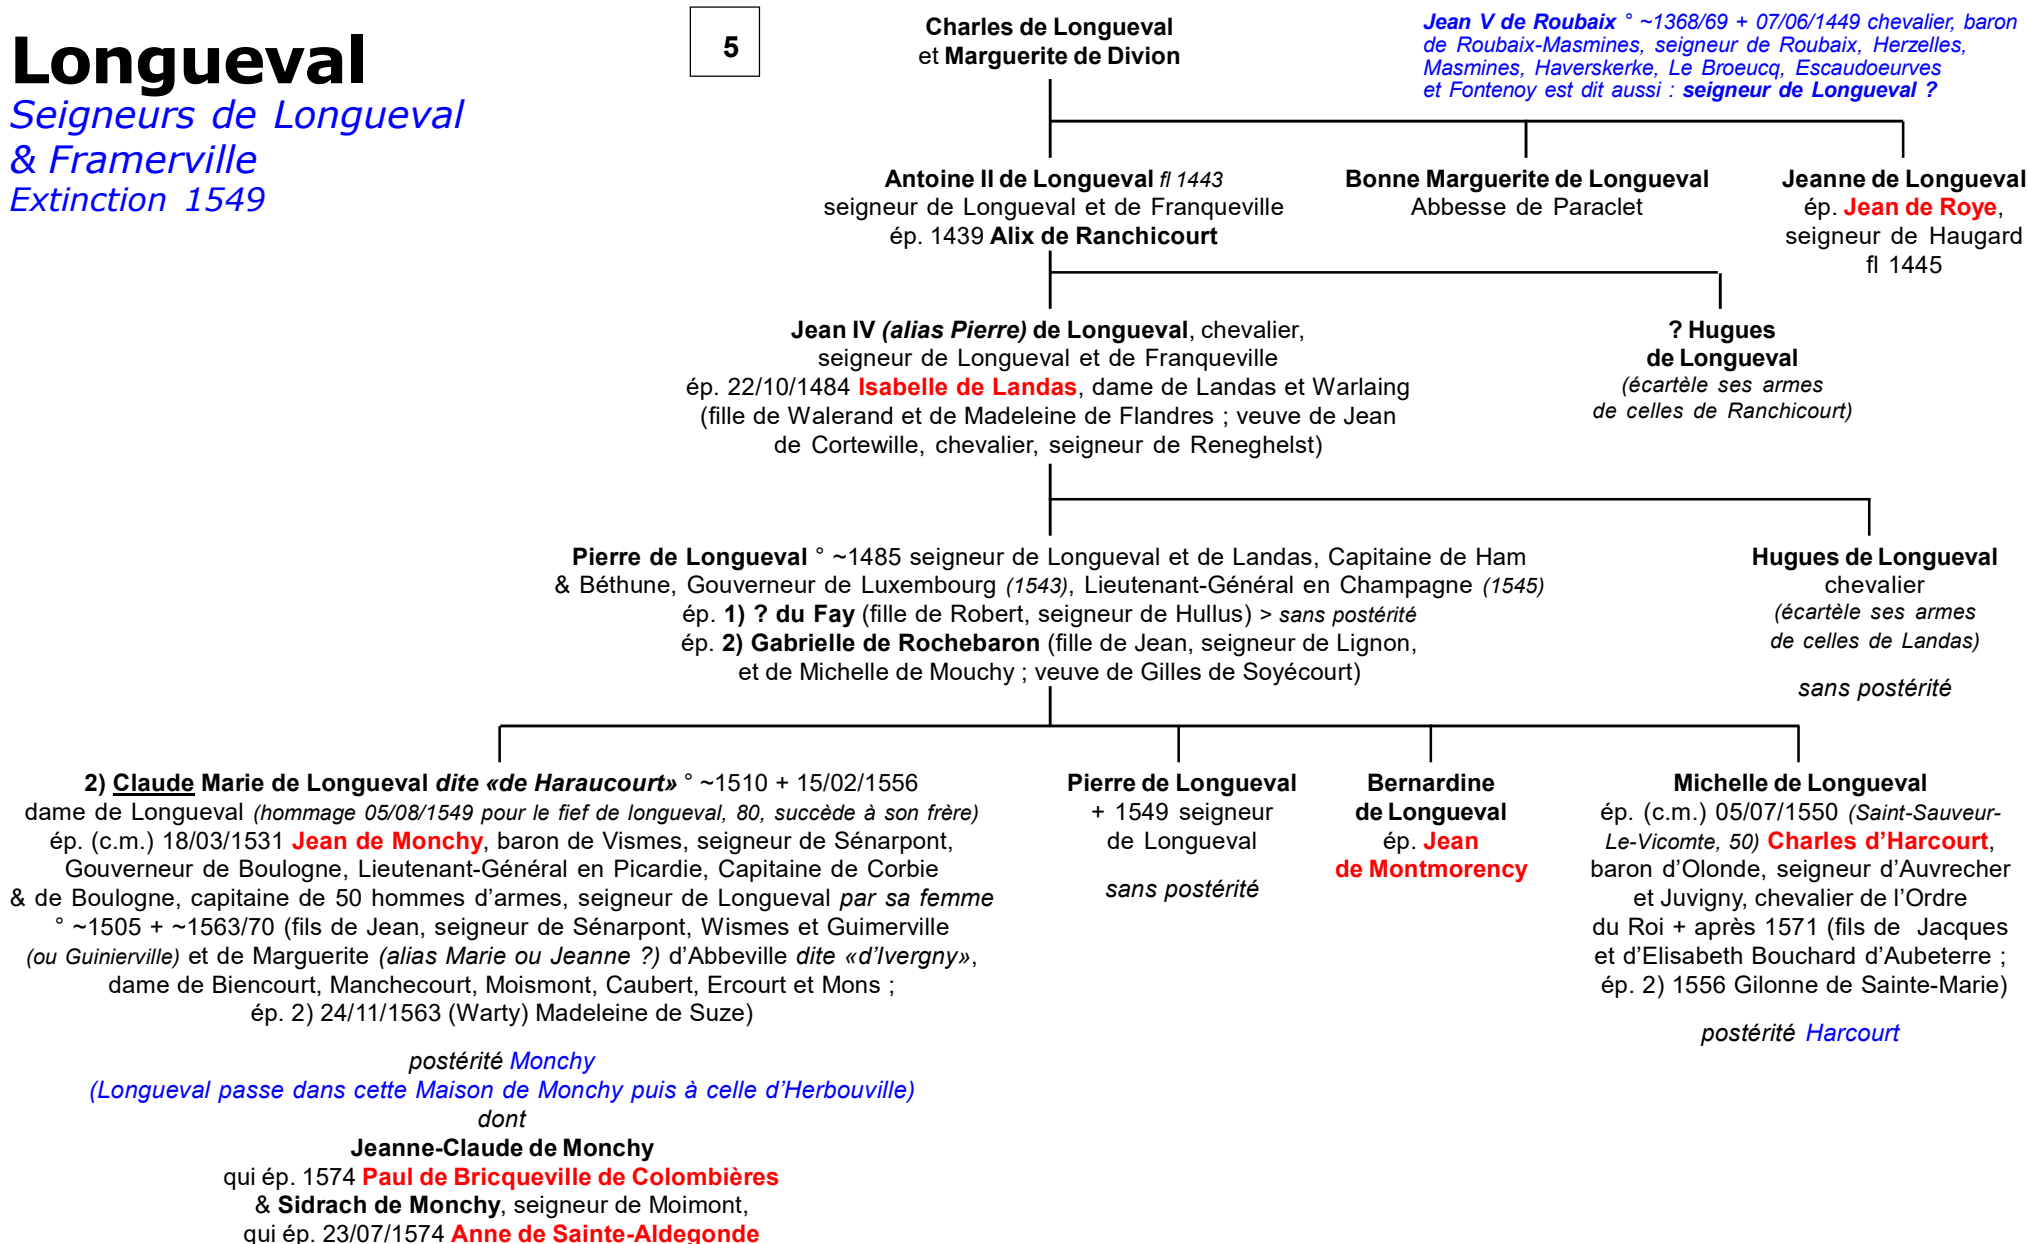 Longueval
Seigneurs de Longueval
& Framerville
Extinction 1549
5
Charles de Longueval
et Marguerite de Divion
Jean V de Roubaix ° ~1368/69 + 07/06/1449 chevalier, baron
de Roubaix-Masmines, seigneur de Roubaix, Herzelles,
Masmines, Haverskerke, Le Broeucq, Escaudoeurves
et Fontenoy est dit aussi : seigneur de Longueval ?
Antoine II de Longueval fl 1443
seigneur de Longueval et de Franqueville
ép. 1439 Alix de Ranchicourt
Bonne Marguerite de Longueval
Abbesse de Paraclet
Jeanne de Longueval
ép. Jean de Roye,
seigneur de Haugard
fl 1445
Jean IV (alias Pierre) de Longueval, chevalier,
seigneur de Longueval et de Franqueville
ép. 22/10/1484 Isabelle de Landas, dame de Landas et Warlaing
(fille de Walerand et de Madeleine de Flandres ; veuve de Jean
de Cortewille, chevalier, seigneur de Reneghelst)
? Hugues
de Longueval
(écartèle ses armes
de celles de Ranchicourt)
Pierre de Longueval ° ~1485 seigneur de Longueval et de Landas, Capitaine de Ham
& Béthune, Gouverneur de Luxembourg (1543), Lieutenant-Général en Champagne (1545)
ép. 1) ? du Fay (fille de Robert, seigneur de Hullus) > sans postérité
ép. 2) Gabrielle de Rochebaron (fille de Jean, seigneur de Lignon,
et de Michelle de Mouchy ; veuve de Gilles de Soyécourt)
Hugues de Longueval
chevalier
(écartèle ses armes
de celles de Landas)
sans postérité
2) Claude Marie de Longueval dite «de Haraucourt» ° ~1510 + 15/02/1556
dame de Longueval (hommage 05/08/1549 pour le fief de longueval, 80, succède à son frère)
ép. (c.m.) 18/03/1531 Jean de Monchy, baron de Vismes, seigneur de Sénarpont,
Gouverneur de Boulogne, Lieutenant-Général en Picardie, Capitaine de Corbie
& de Boulogne, capitaine de 50 hommes d'armes, seigneur de Longueval par sa femme
° ~1505 + ~1563/70 (fils de Jean, seigneur de Sénarpont, Wismes et Guimerville
(ou Guinierville) et de Marguerite (alias Marie ou Jeanne ?) d'Abbeville dite «d'Ivergny»,
dame de Biencourt, Manchecourt, Moismont, Caubert, Ercourt et Mons ;
ép. 2) 24/11/1563 (Warty) Madeleine de Suze)
postérité Monchy
(Longueval passe dans cette Maison de Monchy puis à celle d'Herbouville)
dont
Jeanne-Claude de Monchy
qui ép. 1574 Paul de Bricqueville de Colombières
& Sidrach de Monchy, seigneur de Moimont,
qui ép. 23/07/1574 Anne de Sainte-Aldegonde
Pierre de Longueval
+ 1549 seigneur
de Longueval
sans postérité
Bernardine
de Longueval
ép. Jean
de Montmorency
Michelle de Longueval
ép. (c.m.) 05/07/1550 (Saint-Sauveur-
Le-Vicomte, 50) Charles d'Harcourt,
baron d'Olonde, seigneur d'Auvrecher
et Juvigny, chevalier de l'Ordre
du Roi + après 1571 (fils de Jacques
et d'Elisabeth Bouchard d'Aubeterre ;
ép. 2) 1556 Gilonne de Sainte-Marie)
postérité Harcourt